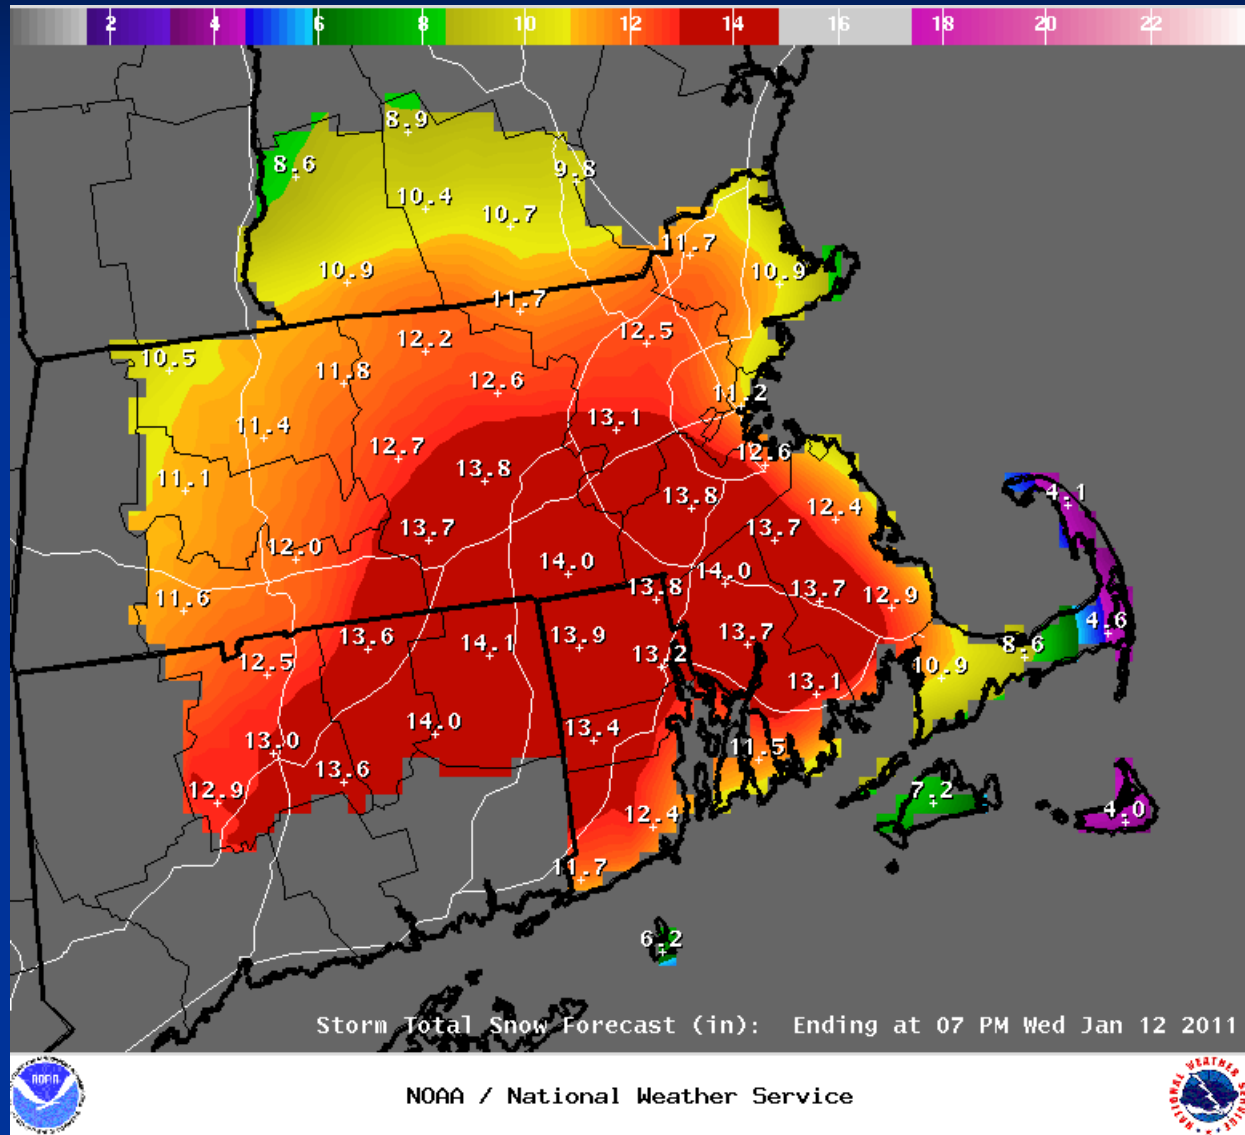 2 4 6 8 10 12 14 16 18 20 22
8.9
8.6 9.8
10.4 10.7
11.7
10.9 10.9
11.7
12.2 12.5
10.5 11.8
12.6 11.2
11.4 13.1
12.7 12.6
11.1 13.8
13.8 4.1
13.7 13.7 12.4
12.0 14.0 14.0
11.6 13.8 13.7 12.9
13.6 14.1 13.9 13.7 4.6
12.5 13.2 8.6
10.9
13.1
14.0 13.4
13.0 11.5
13.6
12.9 7.2
12.4 4.0
11.7
6.2
Storm Total Snow Forecast (in): Ending at 07 PM Wed Jan 12 2011
NOAA / National Weather Service
NOAA
NATIONAL WEATHER SERVICE